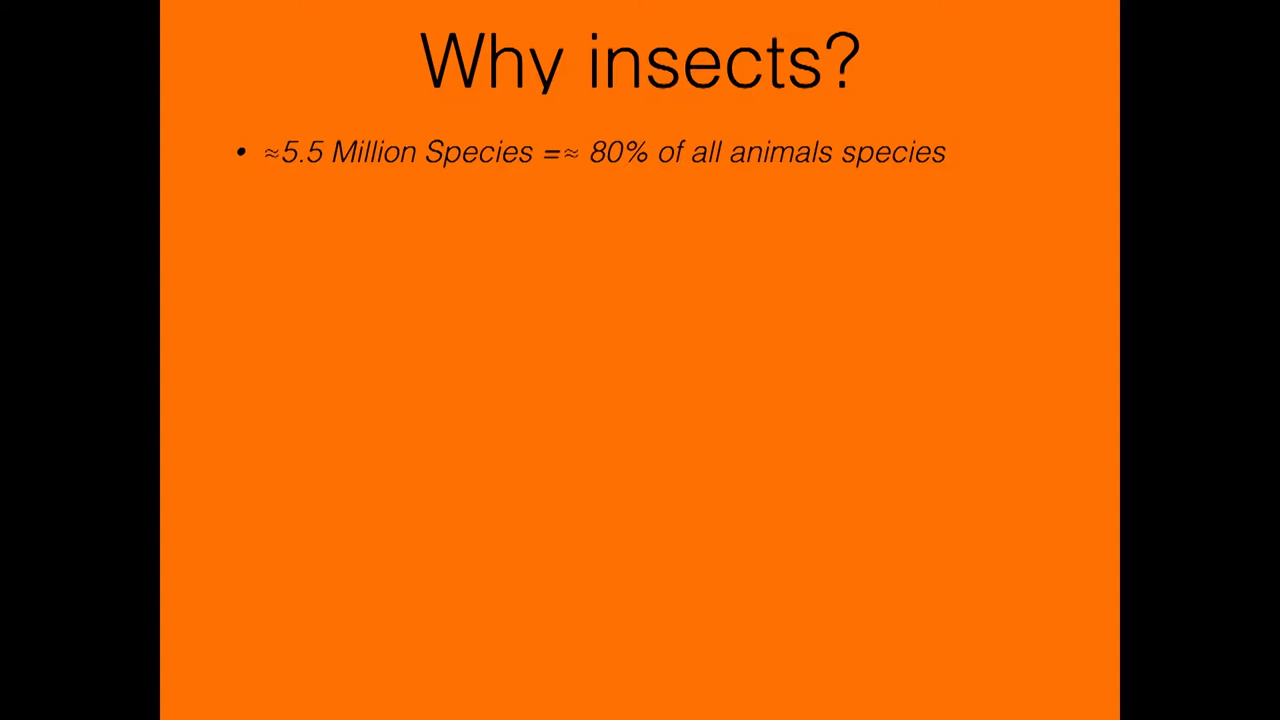 Why insects?
• ≈5.5 Million Species =≈ 80% of all animals species